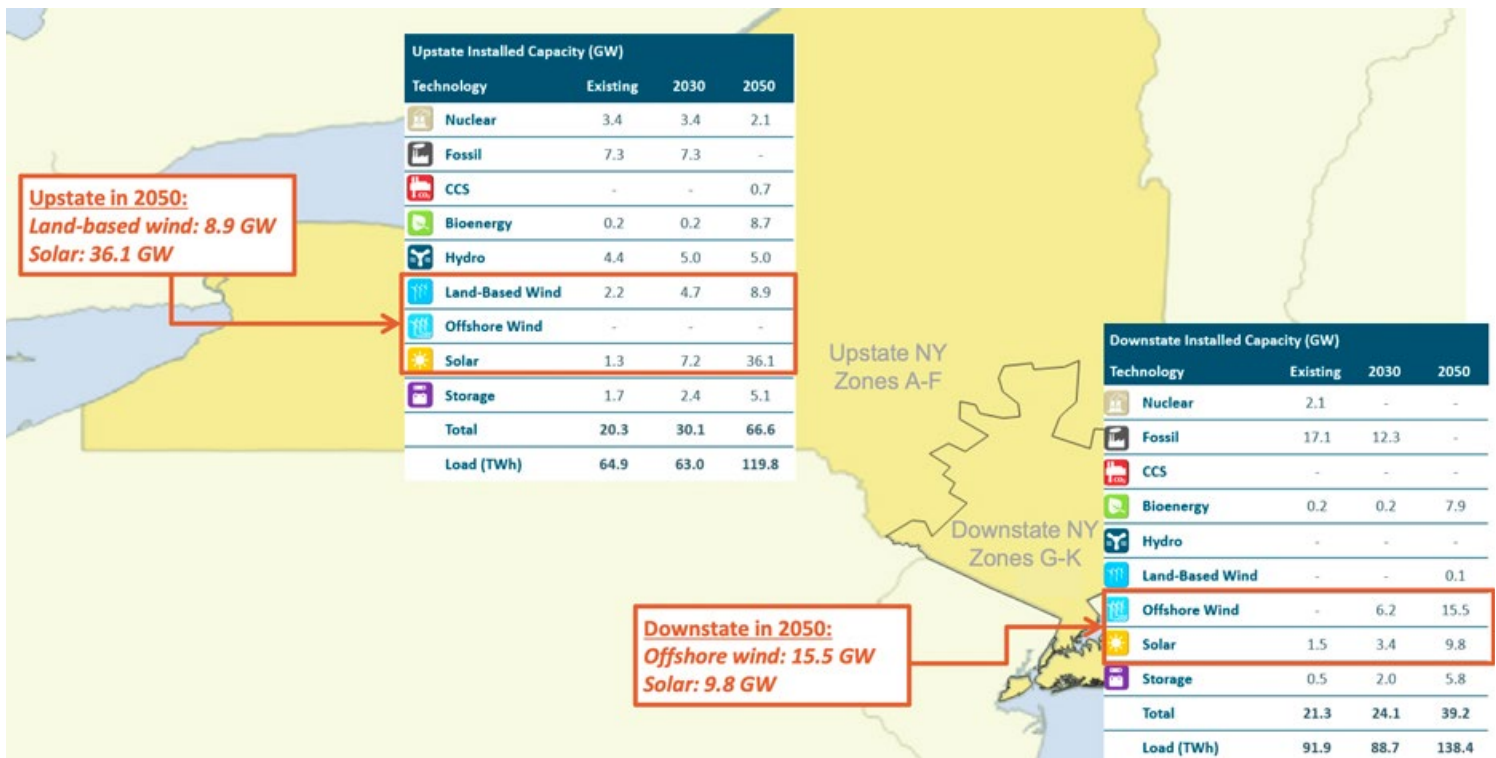 Upstate Installed Capacity (GW)
Technology Existing 2030 2050
Nuclear 3.4 3.4 2.1
Fossil 7.3 7.3 -
CCS - - 0.7
Bioenergy 0.2 0.2 8.7
Hydro 4.4 5.0 5.0
Land-Based Wind 2.2 4.7 8.9
Offshore Wind - - -
Solar 1.3 7.2 36.1
Storage 1.7 2.4 5.1
Total 20.3 30.1 66.6
Load (TWh) 64.9 63.0 119.8
Upstate in 2050:
Land-based wind: 8.9 GW
Solar: 36.1 GW
Upstate NY
Zones A-F
Downstate NY
Zones G-K
Downstate in 2050:
Offshore wind: 15.5 GW
Solar: 9.8 GW
Downstate Installed Capacity (GW)
Technology Existing 2030 2050
Nuclear 2.1 - -
Fossil 17.1 12.3 -
CCS - - -
Bioenergy 0.2 0.2 7.9
Hydro - - -
Land-Based Wind - - 0.1
Offshore Wind - 6.2 15.5
Solar 1.5 3.4 9.8
Storage 0.5 2.0 5.8
Total 21.3 24.1 39.2
Load (TWh) 91.9 88.7 138.4